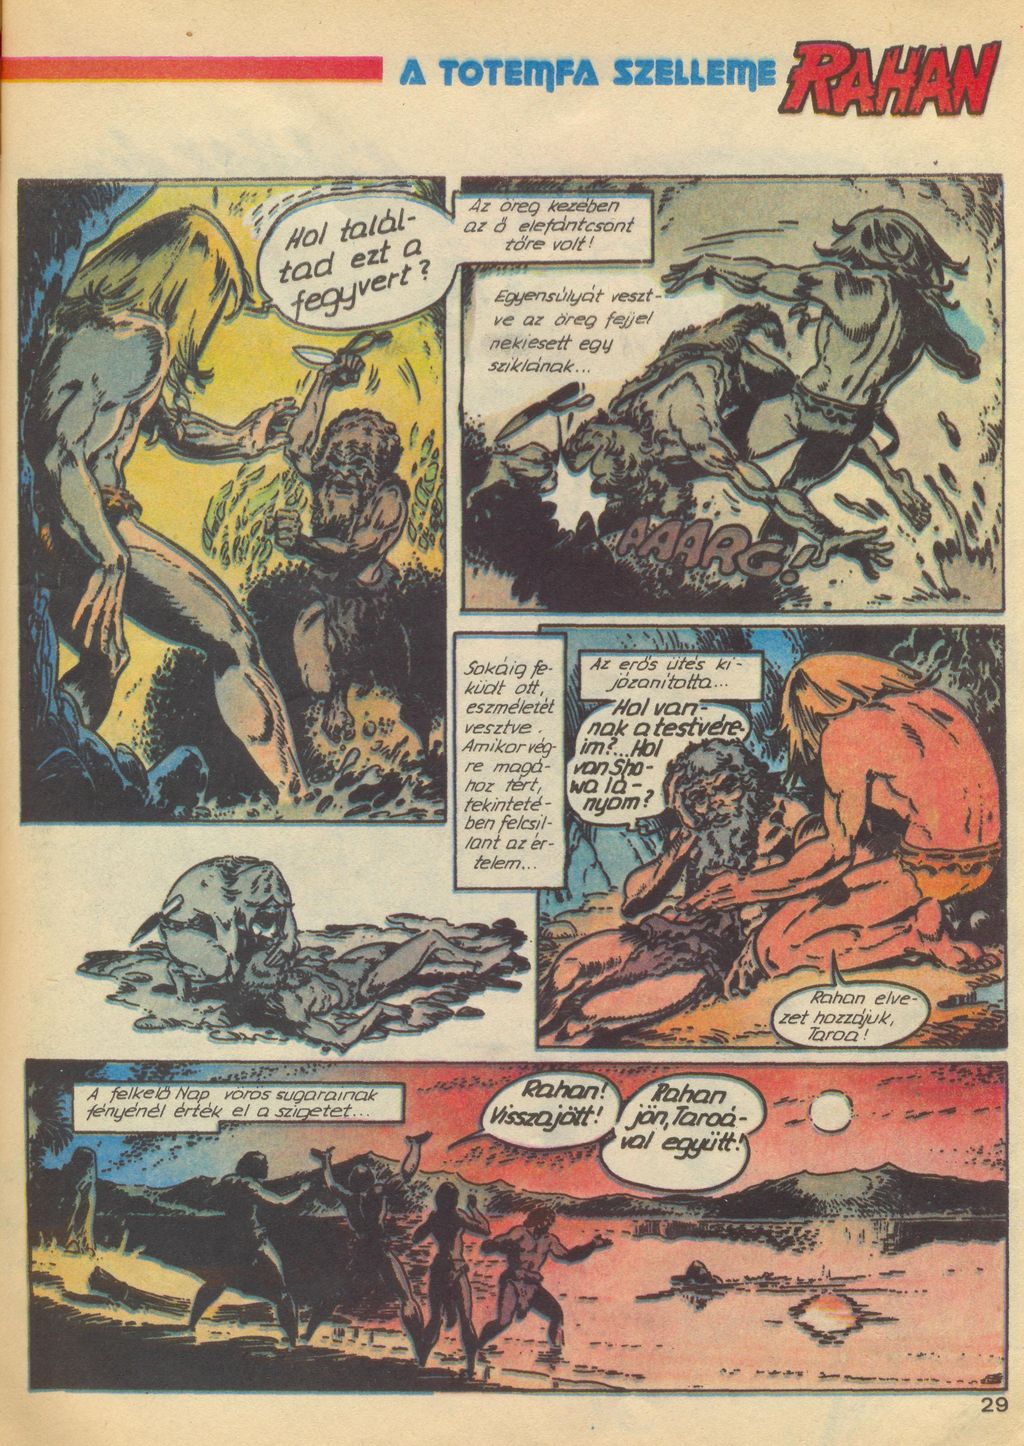 A TOTEMFA SZELLEME
RAHAN
Hol talál-
tad ezt a
fegyvert?
Az öreg kezében
az ő elefántcsont
tőre volt!
Egyensúlyát veszt-
ve az öreg fejjel
nekiesett egy
sziklának...
AAAARG!
Sokáig fe-
küdt ott,
eszméletét
vesztve.
Amikor vég-
re magá-
hoz tért,
tekinteté-
ben felcsil-
lant az ér-
telem...
Az erős ütés ki-
józanította...
Hol van-
nak a testvére-
im?...Hol
van Sho-
wa lá-
nyom?
Rahan elve-
zet hozzájuk,
Taroa!
A felkelő Nap vörös sugarainak
fényénél érték el a szigetet...
Rahan!
Visszajött!
Rahan
jön, Taroá-
val együtt!
29